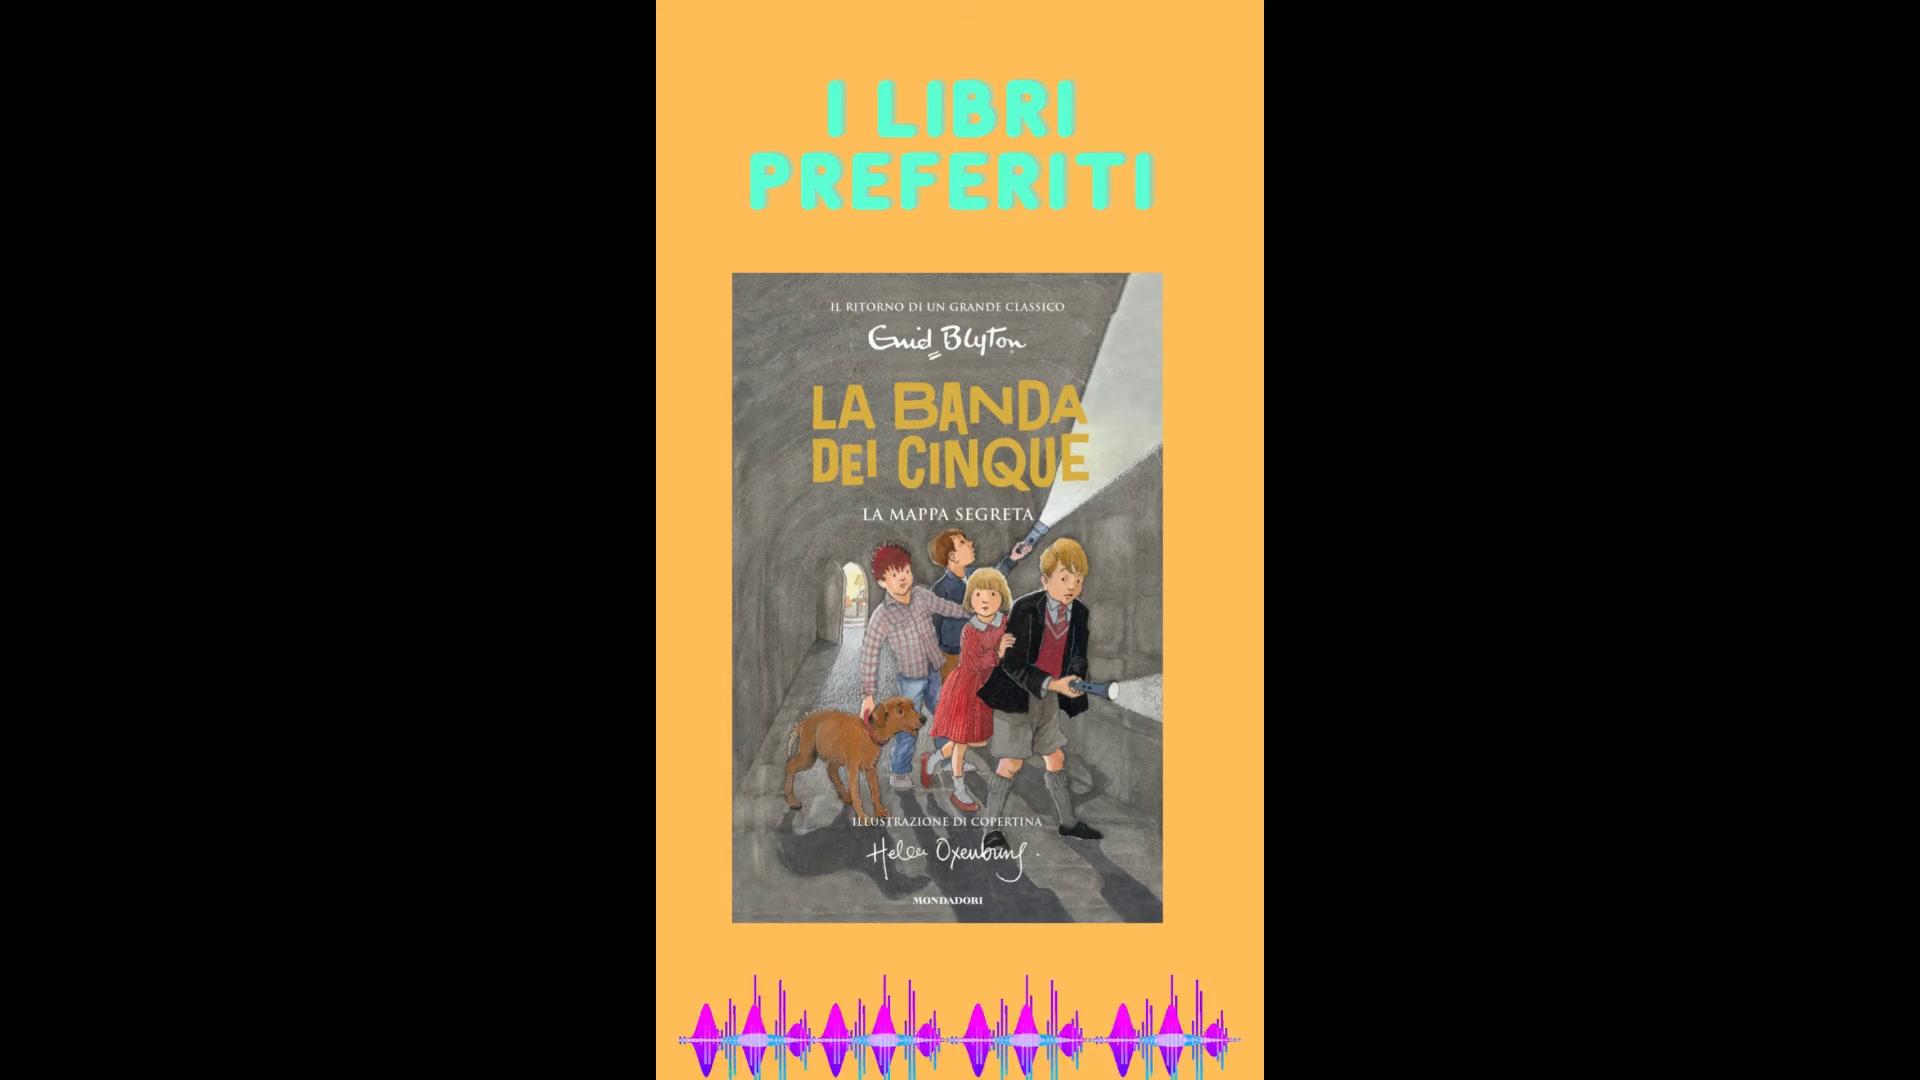 I LIBRI
PREFERITI
IL RITORNO DI UN GRANDE CLASSICO
Enid Blyton
LA BANDA
DEI CINQUE
LA MAPPA SEGRETA
ILLUSTRAZIONE DI COPERTINA
Helen Oxenbury
MONDADORI